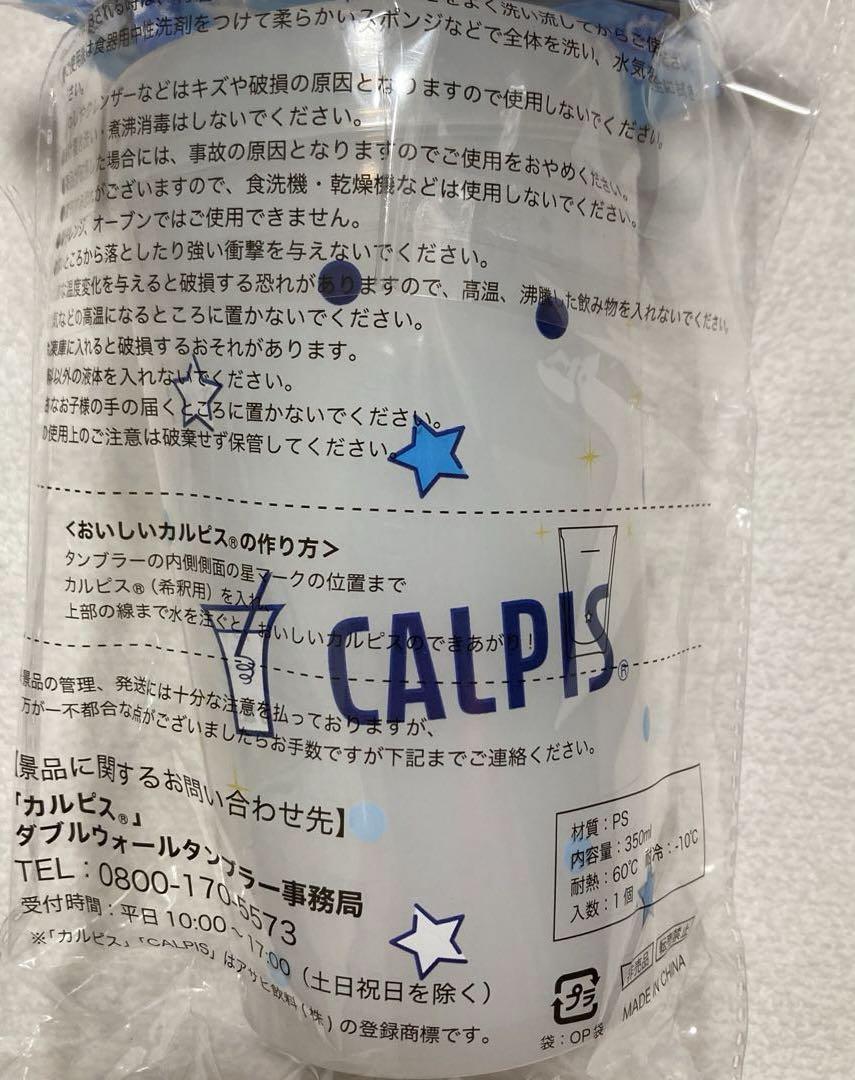 される時は、
をよく洗い流してからご使
食器用中性洗剤をつけて柔らかいスポンジなどで全体を洗い、水気を
さい。
ンザーなどはキズや破損の原因となりますので使用しないでください。
煮沸消毒はしないでください。
た場合には、事故の原因となりますのでご使用をおやめください。
がございますので、食洗機・乾燥機などは使用しないでください。
ンジ、オーブンではご使用できません。
ところから落としたり強い衝撃を与えないでください。
な温度変化を与えると破損する恐れがありますので、高温、沸騰した飲み物を入れないでください。
気などの高温になるところに置かないでください。
凍庫に入れると破損するおそれがあります。
料以外の液体を入れないでください。
なお子様の手の届くところに置かないでください。
の使用上のご注意は破棄せず保管してください。
<おいしいカルピス®の作り方>
タンブラーの内側側面の星マークの位置まで
カルピス®(希釈用)を入れ、
上部の線まで水を注ぐと、おいしいカルピスのできあがり!
CALPIS®
景品の管理、発送には十分な注意を払っておりますが、
万が一不都合な点がございましたらお手数ですが下記までご連絡ください。
【景品に関するお問い合わせ先】
「カルピス®」
ダブルウォールタンブラー事務局
TEL:0800-170-5573
受付時間:平日10:00~17:00(土日祝日を除く)
※「カルピス」「CALPIS」はアサヒ飲料(株)の登録商標です。
材質:PS
内容量:350ml
耐熱:60℃ 耐冷:-10℃
入数:1個
非売品 転売禁止
MADE IN CHINA
プラ
袋:OP袋